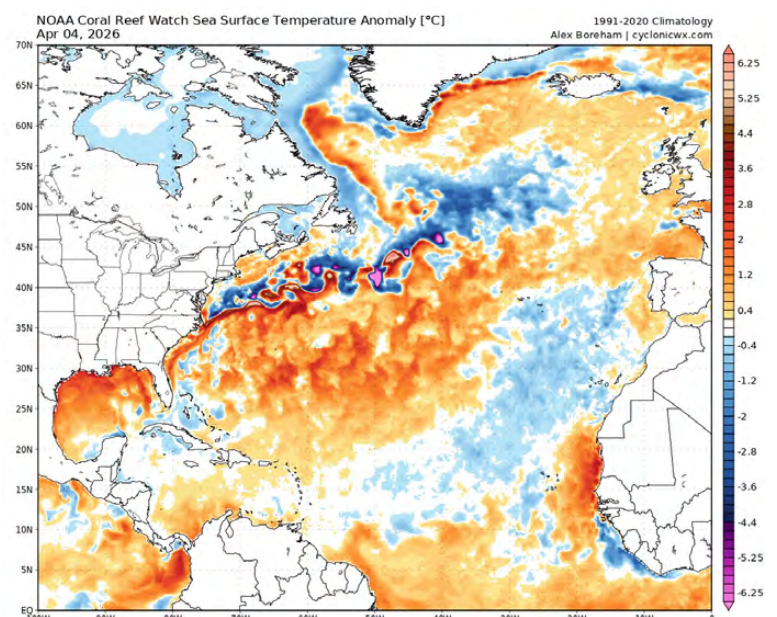 NOAA Coral Reef Watch Sea Surface Temperature Anomaly [°C]
1991-2020 Climatology
Apr 04, 2026
Alex Boreham | cyclonicwx.com
70N
65N
60N
55N
50N
45N
40N
35N
30N
25N
20N
15N
10N
5N
EQ
6.25
5.25
4.4
3.6
2.8
2
1.2
0.4
-0.4
-1.2
-2
-2.8
-3.6
-4.4
-5.25
-6.25